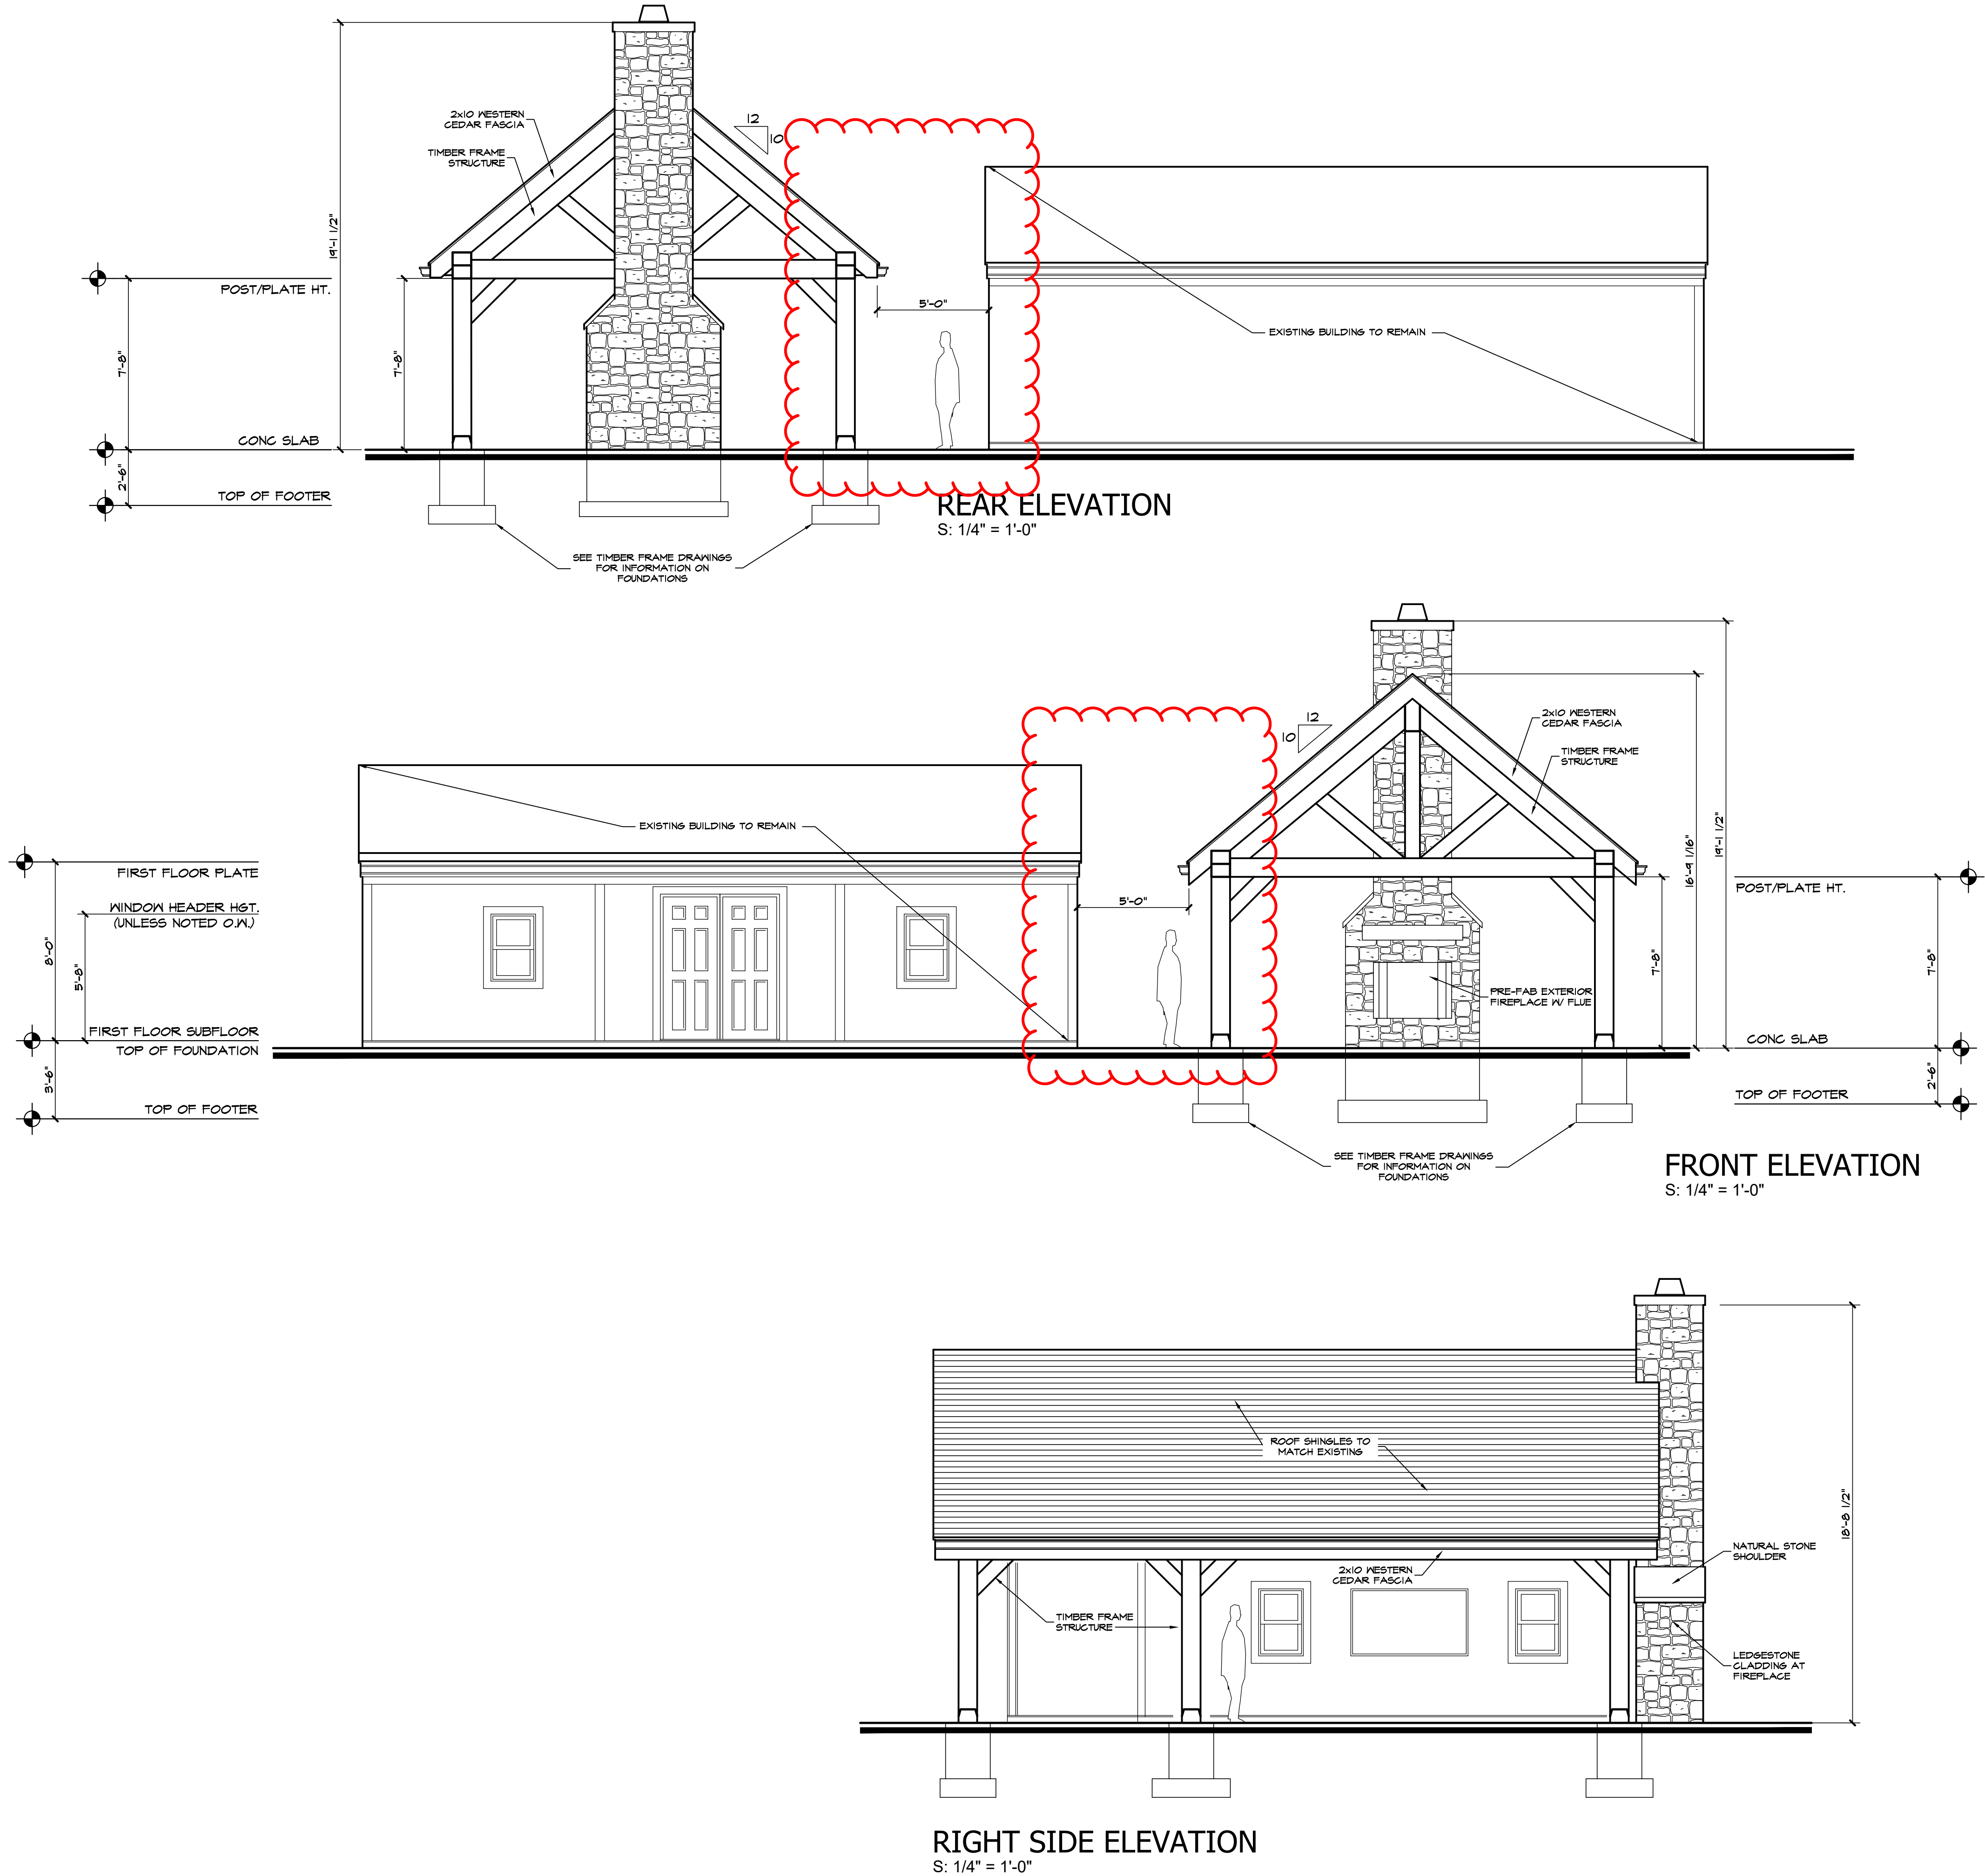 2x10 WESTERN
CEDAR FASCIA
TIMBER FRAME
STRUCTURE
12
10
19'-1 1/2"
POST/PLATE HT.
7'-8"
7'-8"
5'-0"
EXISTING BUILDING TO REMAIN
CONC SLAB
2'-6"
TOP OF FOOTER
REAR ELEVATION
S: 1/4" = 1'-0"
SEE TIMBER FRAME DRAWINGS
FOR INFORMATION ON
FOUNDATIONS
12
10
2x10 WESTERN
CEDAR FASCIA
TIMBER FRAME
STRUCTURE
EXISTING BUILDING TO REMAIN
16'-9 1/16"
19'-1 1/2"
FIRST FLOOR PLATE
WINDOW HEADER HGT.
(UNLESS NOTED O.W.)
8'-0"
5'-8"
5'-0"
POST/PLATE HT.
7'-8"
7'-8"
PRE-FAB EXTERIOR
FIREPLACE W/ FLUE
FIRST FLOOR SUBFLOOR
TOP OF FOUNDATION
3'-6"
TOP OF FOOTER
CONC SLAB
2'-6"
TOP OF FOOTER
SEE TIMBER FRAME DRAWINGS
FOR INFORMATION ON
FOUNDATIONS
FRONT ELEVATION
S: 1/4" = 1'-0"
ROOF SHINGLES TO
MATCH EXISTING
18'-8 1/2"
NATURAL STONE
SHOULDER
2x10 WESTERN
CEDAR FASCIA
TIMBER FRAME
STRUCTURE
LEDGESTONE
CLADDING AT
FIREPLACE
RIGHT SIDE ELEVATION
S: 1/4" = 1'-0"